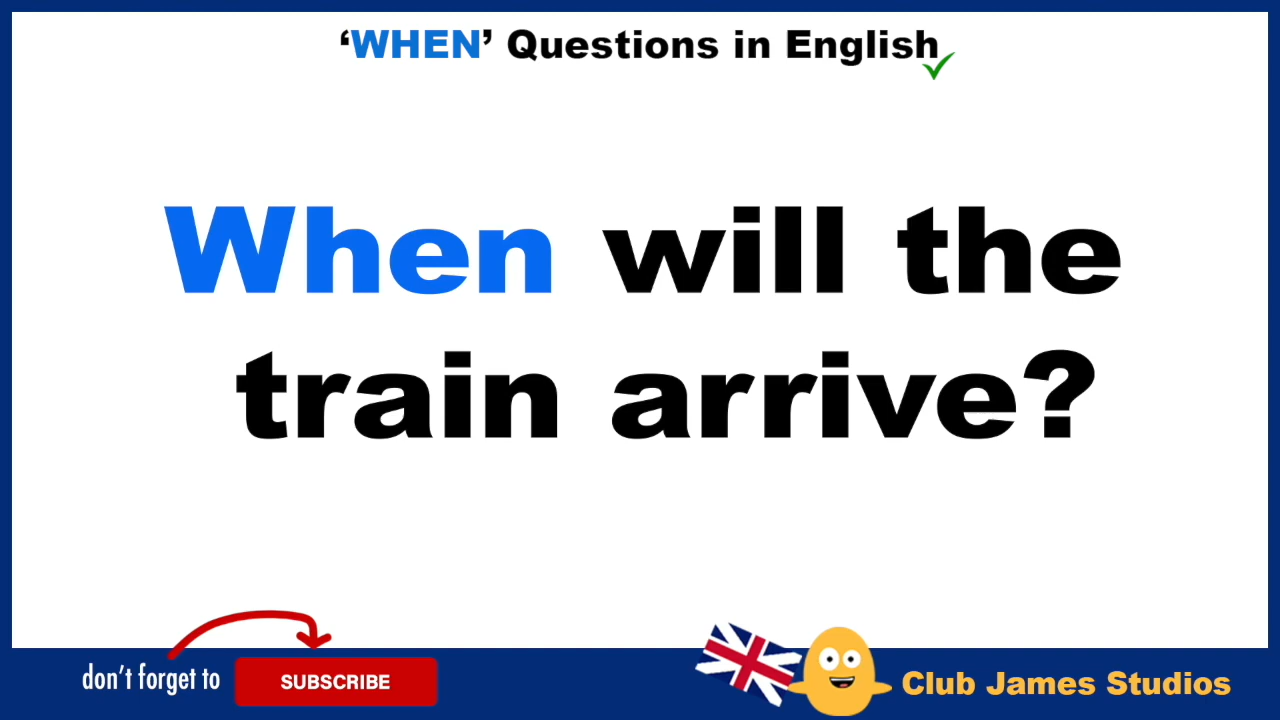 ‘WHEN’ Questions in English
When will the
train arrive?
don't forget to
SUBSCRIBE
Club James Studios